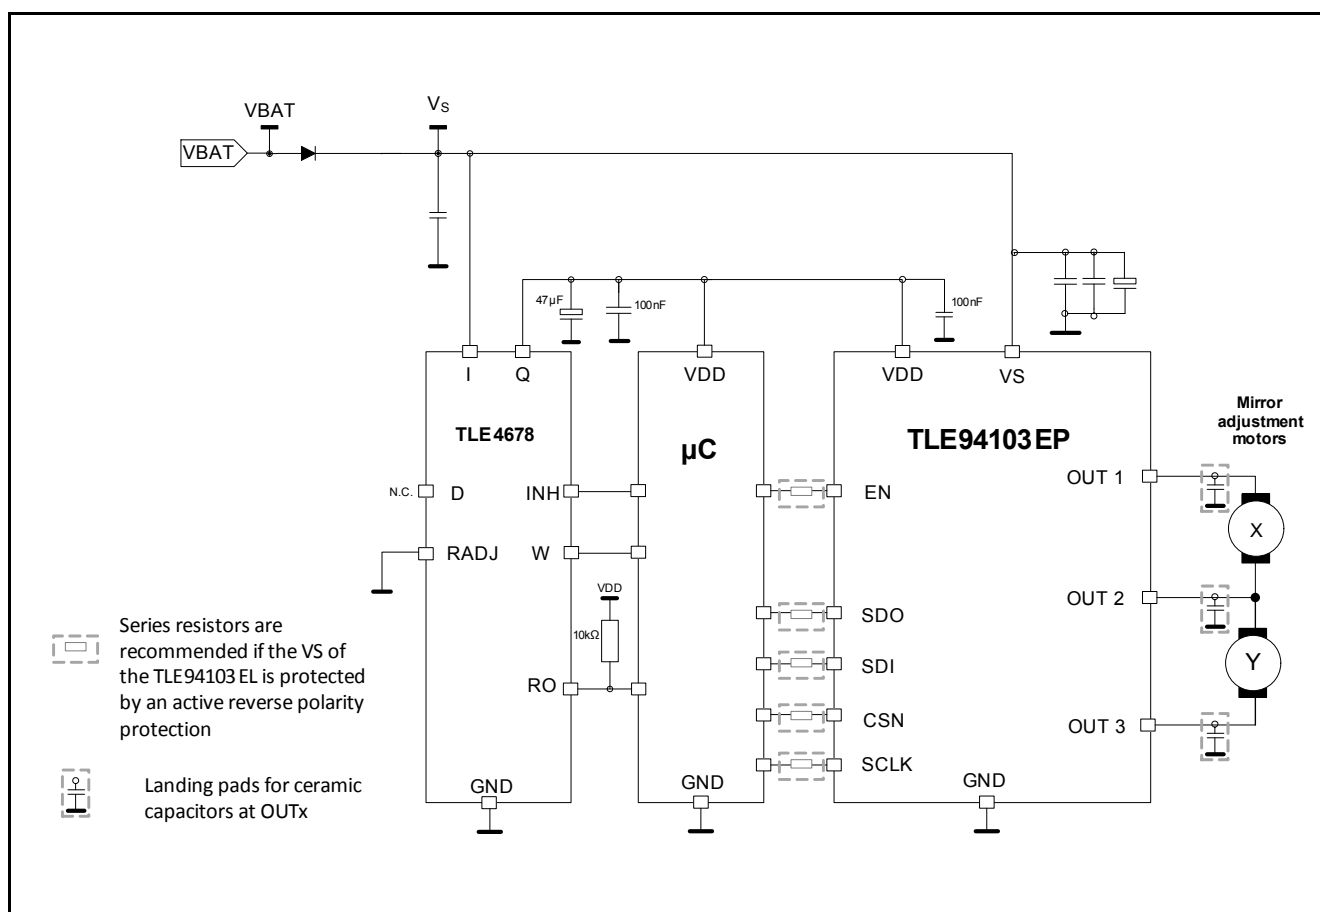 VBAT
VBAT
VS
47µF
100nF
100nF
I
Q
VDD
VDD
VS
TLE4678
µC
TLE94103EP
Mirror
adjustment
motors
N.C.
D
INH
EN
OUT 1
X
RADJ
W
VDD
10kΩ
SDO
OUT 2
Y
SDI
RO
CSN
OUT 3
SCLK
GND
GND
GND
Series resistors are
recommended if the VS of
the TLE94103 EL is protected
by an active reverse polarity
protection
Landing pads for ceramic
capacitors at OUTx